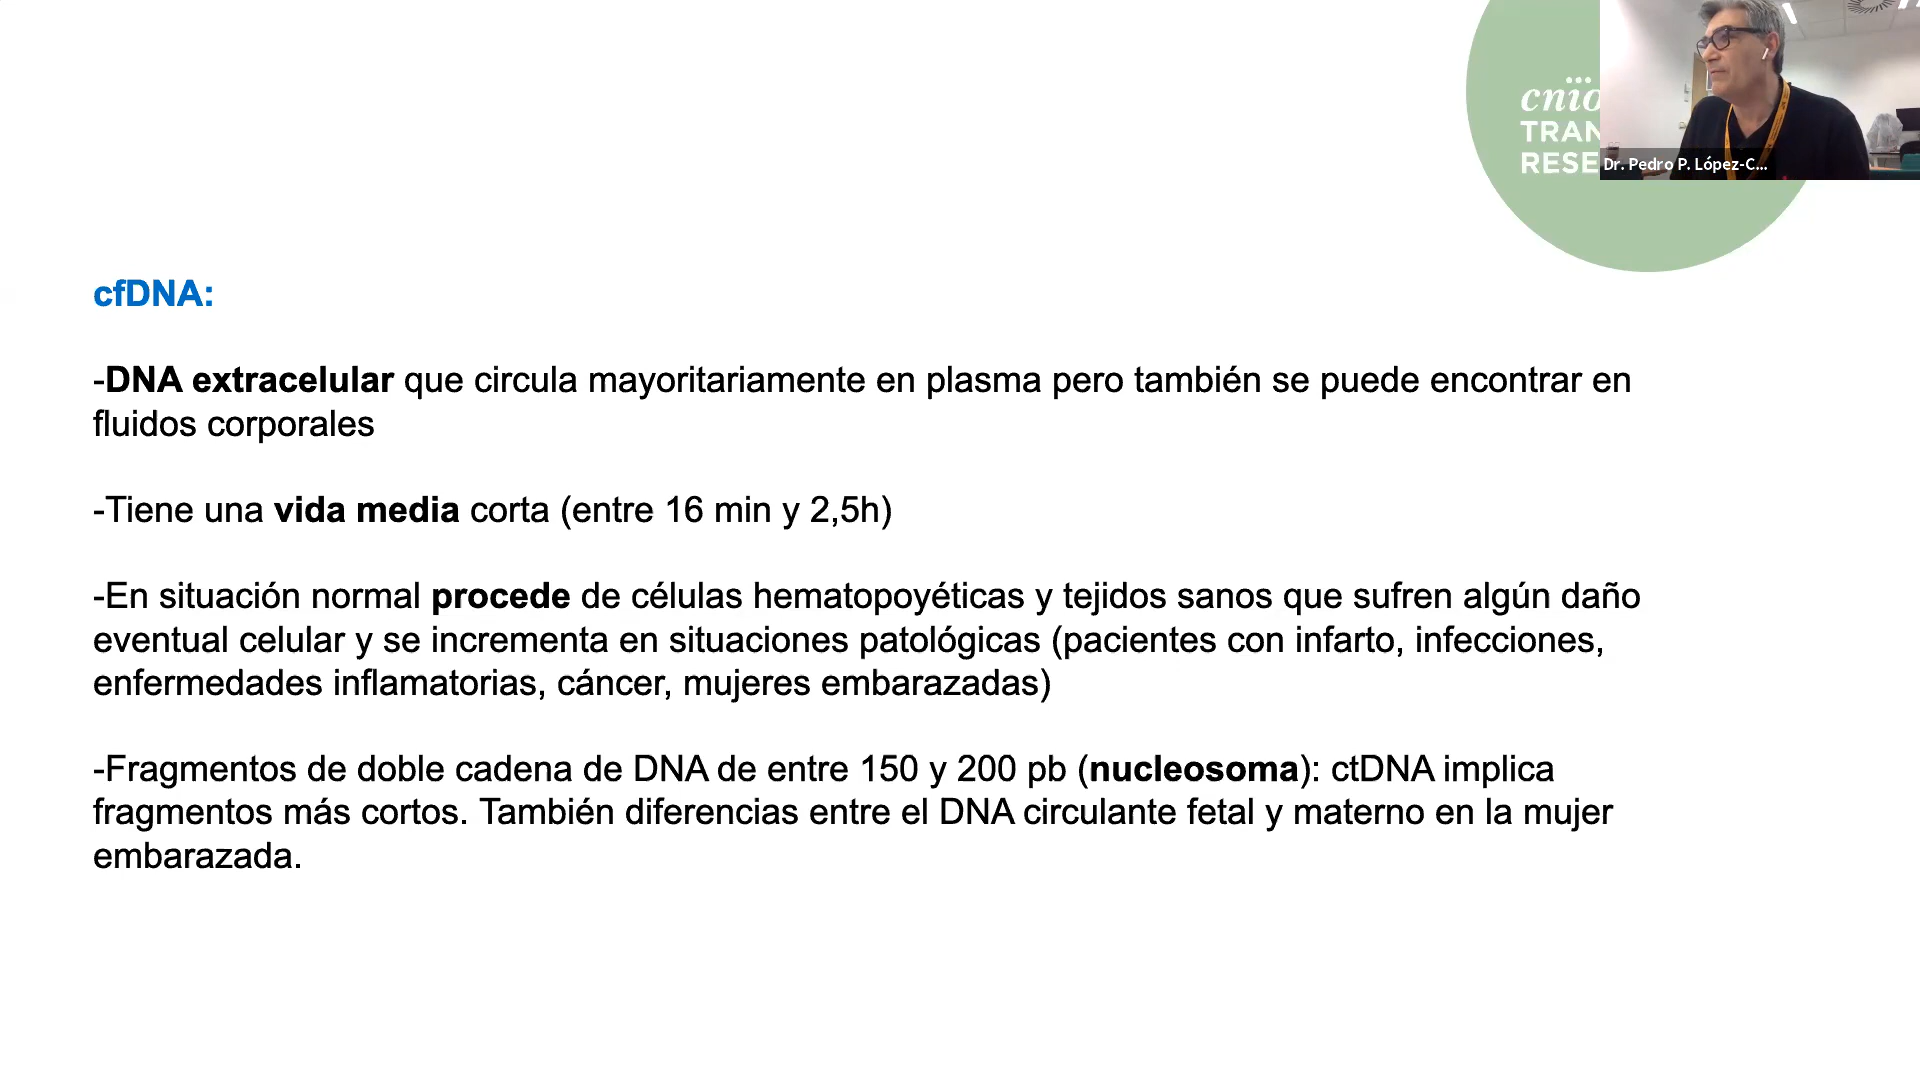 cnio
TRAN
RESE
Dr. Pedro P. López-C...
cfDNA:
-DNA extracelular que circula mayoritariamente en plasma pero también se puede encontrar en
fluidos corporales
-Tiene una vida media corta (entre 16 min y 2,5h)
-En situación normal procede de células hematopoyéticas y tejidos sanos que sufren algún daño
eventual celular y se incrementa en situaciones patológicas (pacientes con infarto, infecciones,
enfermedades inflamatorias, cáncer, mujeres embarazadas)
-Fragmentos de doble cadena de DNA de entre 150 y 200 pb (nucleosoma): ctDNA implica
fragmentos más cortos. También diferencias entre el DNA circulante fetal y materno en la mujer
embarazada.